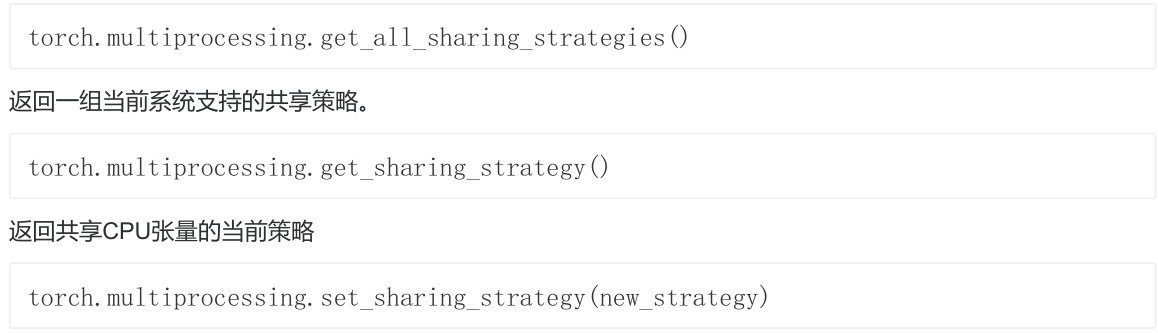 torch.multiprocessing.get_all_sharing_strategies()
返回一组当前系统支持的共享策略。
torch.multiprocessing.get_sharing_strategy()
返回共享CPU张量的当前策略
torch.multiprocessing.set_sharing_strategy(new_strategy)